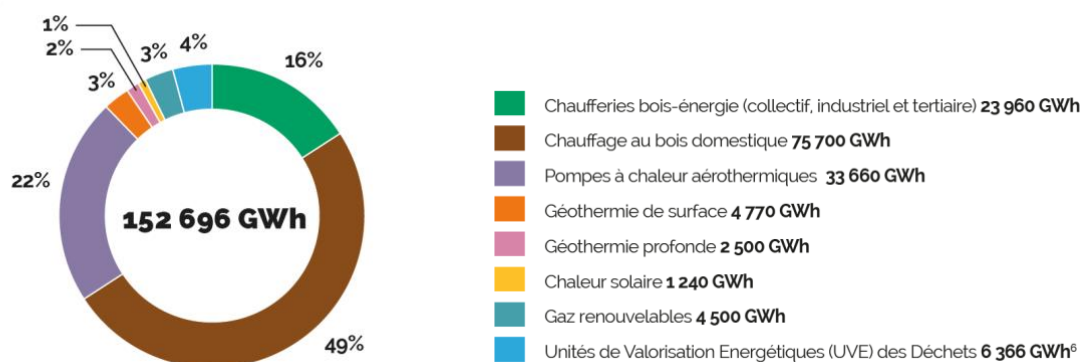 1%
2%
3%
3%
4%
16%
22%
152 696 GWh
49%
Chaufferies bois-énergie (collectif, industriel et tertiaire) 23 960 GWh
Chauffage au bois domestique 75 700 GWh
Pompes à chaleur aérothermiques 33 660 GWh
Géothermie de surface 4 770 GWh
Géothermie profonde 2 500 GWh
Chaleur solaire 1 240 GWh
Gaz renouvelables 4 500 GWh
Unités de Valorisation Energétiques (UVE) des Déchets 6 366 GWh⁶